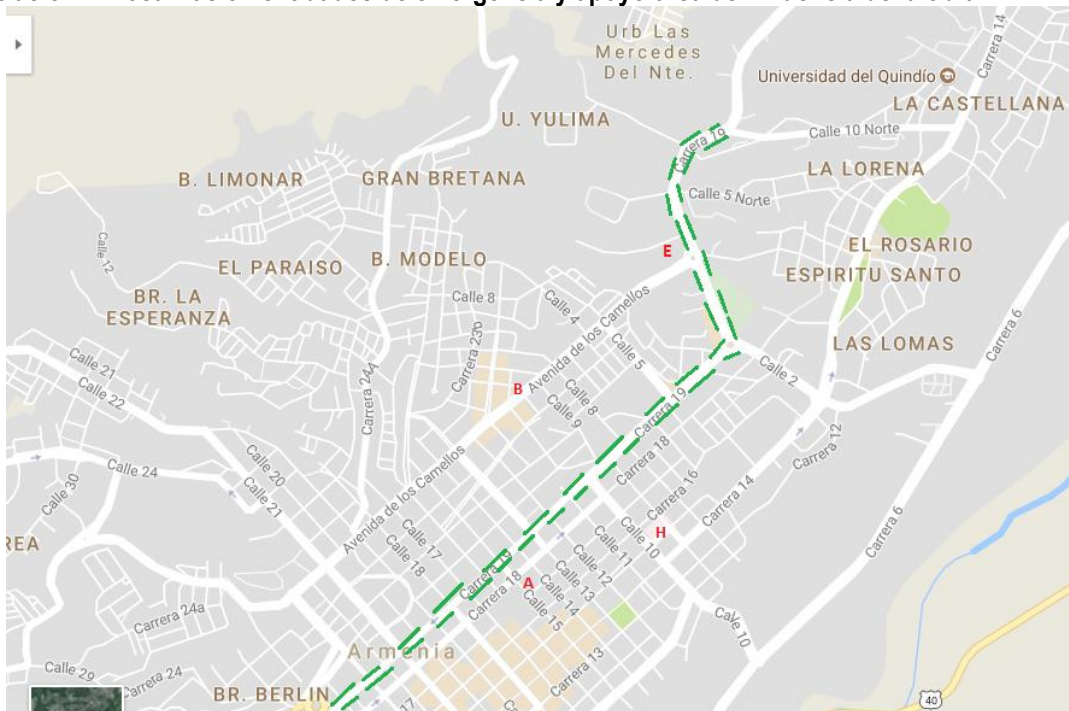 de emergencia y apoyo
Urb Las
Mercedes
Del Nte.
Carrera 14
Universidad del Quindío
LA CASTELLANA
U. YULIMA
Calle 10 Norte
Carrera 19
LA LORENA
B. LIMONAR
GRAN BRETANA
Calle 5 Norte
Calle 12
E
EL ROSARIO
B. MODELO
EL PARAISO
ESPIRITU SANTO
BR. LA
ESPERANZA
Calle 8
Calle 4
Avenida de los Camellos
Carrera 6
Carrera 23D
Calle 5
LAS LOMAS
Calle 2
Calle 21
Calle 22
B
Calle 8
Calle 9
Carrera 24A
Carrera 19
Carrera 18
Carrera 12
Calle 20
Calle 21
Calle 24
Calle 30
Carrera 16
Carrera 14
Avenida de los Camellos
Calle 17
Calle 18
H
Carrera 6
REA
Calle 10
Calle 11
Calle 12
Calle 13
Calle 14
Calle 15
Carrera 19
Carrera 18
A
Carrera 24a
Calle 10
Armenia
Carrera 13
Calle 29
Carrera 24
BR. BERLIN
17
40